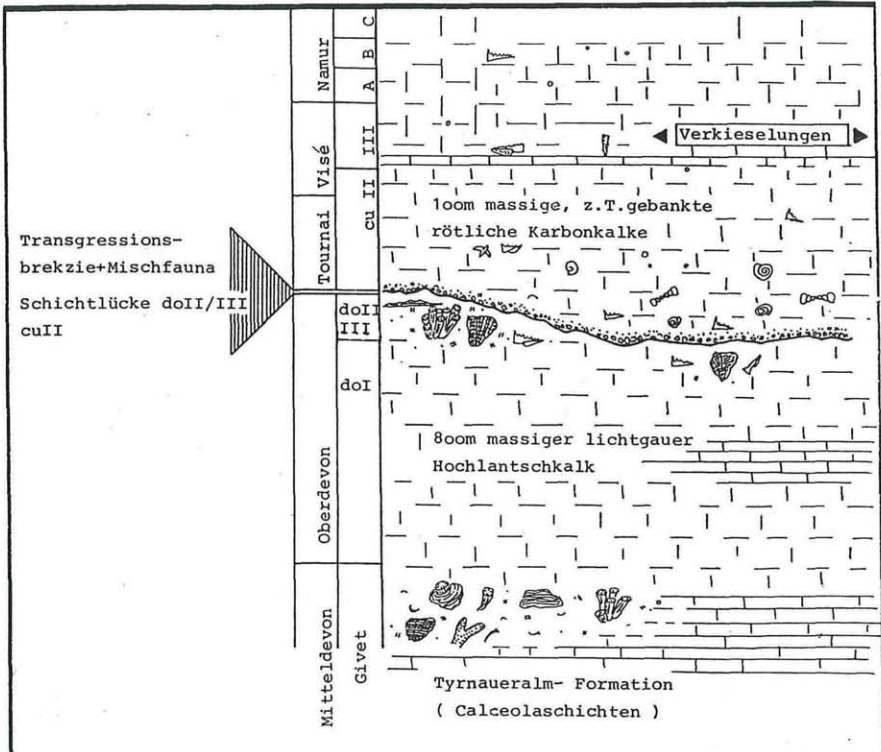 C
B
A
Namur
III
Visé
cu II
Tournai
Verkieselungen
1oom massige, z.T.gebankte
rötliche Karbonkalke
Transgressions-
brekzie+Mischfauna
Schichtlücke doII/III
cuII
doII
III
doI
8oom massiger lichtgauer
Hochlantschkalk
Oberdevon
Mitteldevon
Givet
Tyrnaueralm- Formation
( Calceolaschichten )